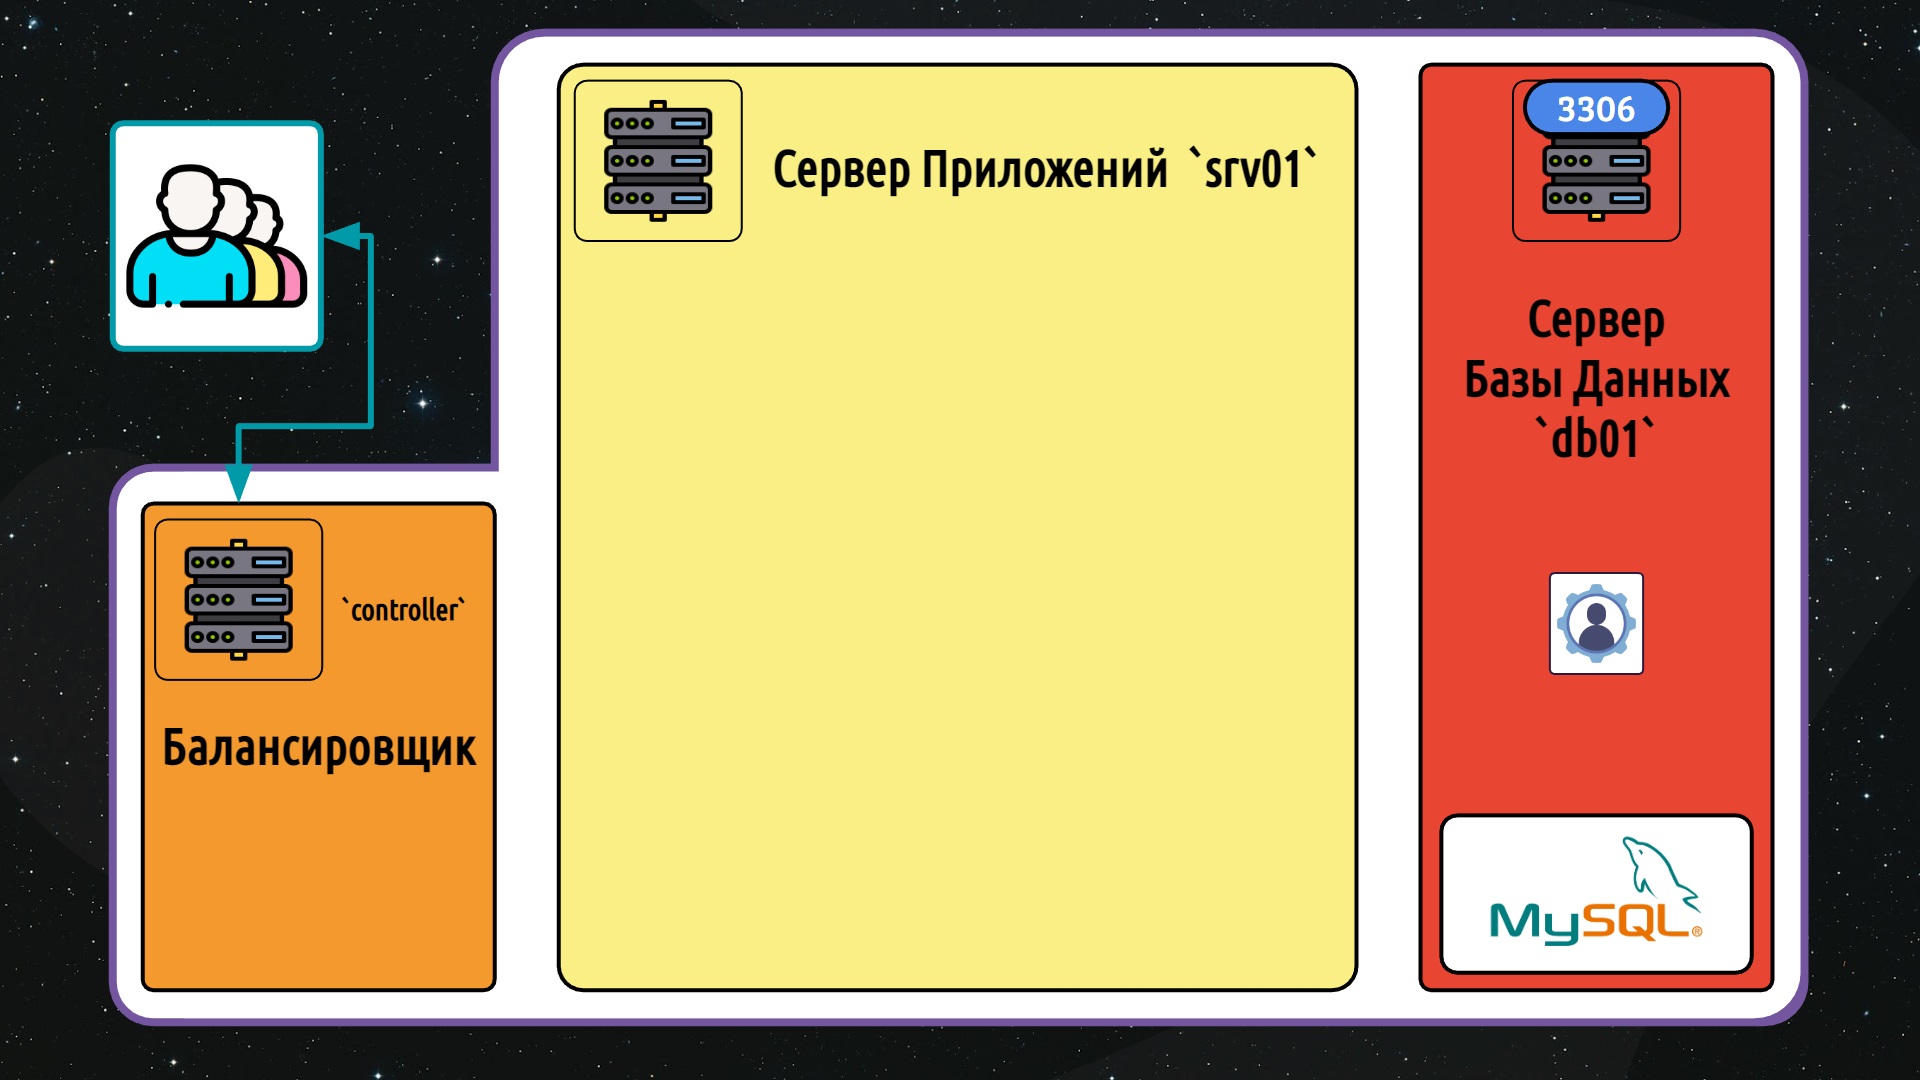 Сервер Приложений `srv01`
3306
Сервер
Базы Данных
`db01`
`controller`
Балансировщик
MySQL®